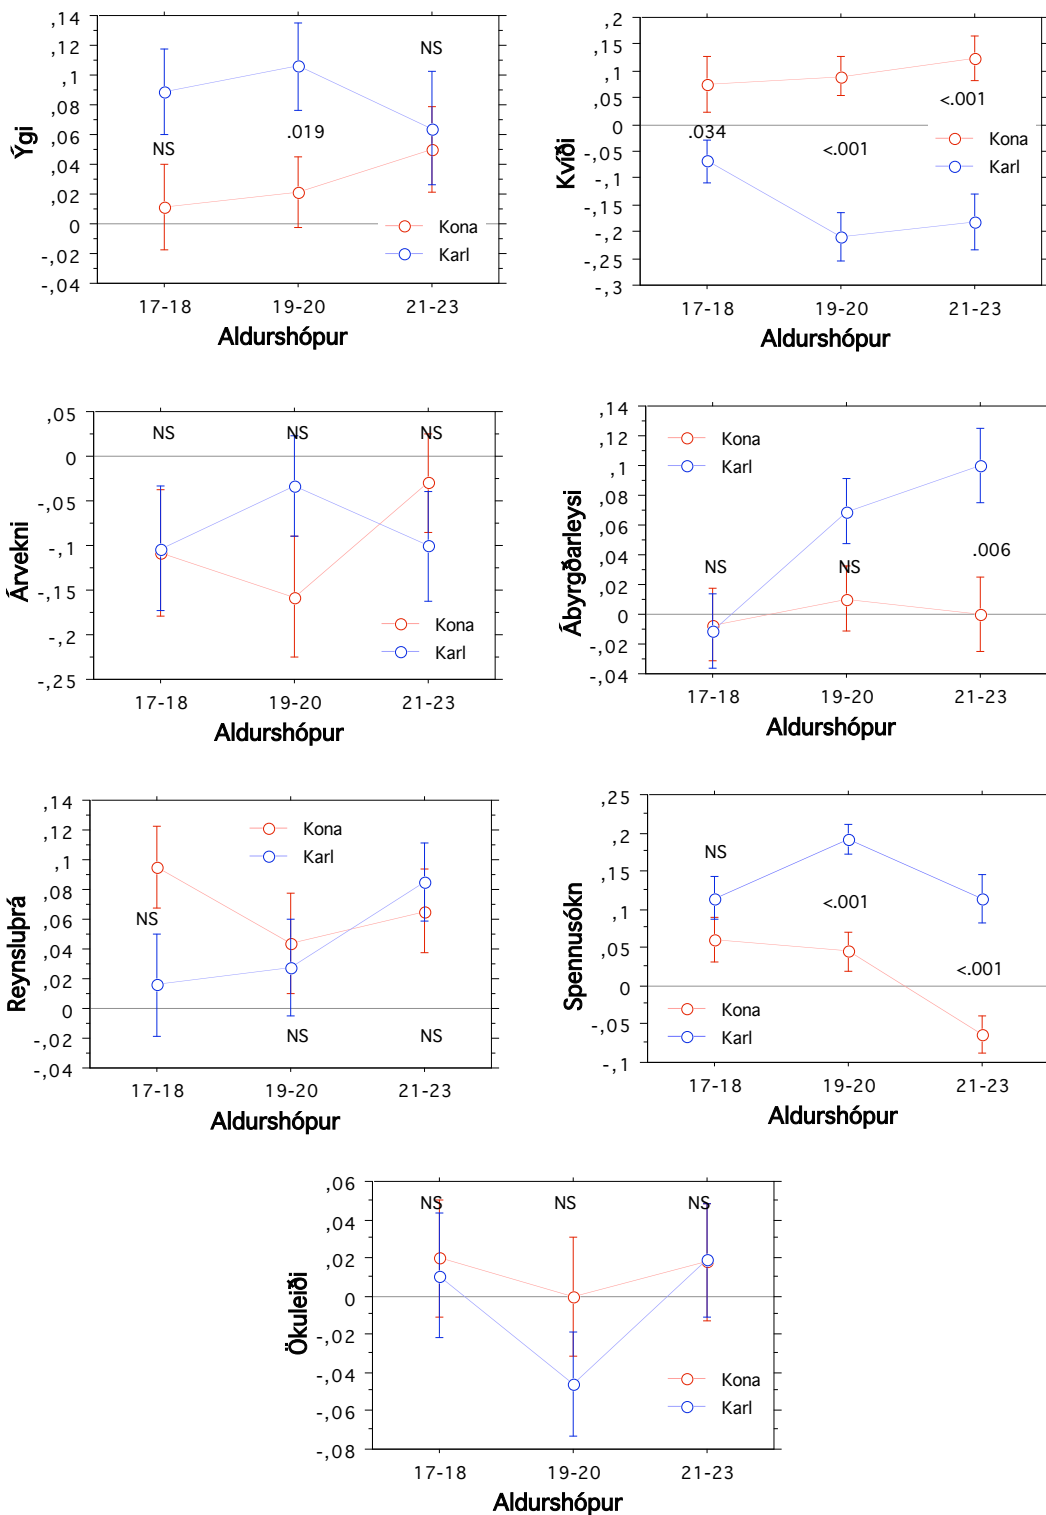 Ýgi
,14
,12
,1
,08
,06
,04
,02
0
-,02
-,04
NS
.019
NS
Kona
Karl
17-18 19-20 21-23
Aldurshópur
Kvíði
,2
,15
,1
,05
0
-,05
-,1
-,15
-,2
-,25
-,3
.034
<.001
<.001
Kona
Karl
17-18 19-20 21-23
Aldurshópur
Árvekni
,05
0
-,05
-,1
-,15
-,2
-,25
NS NS NS
Kona
Karl
17-18 19-20 21-23
Aldurshópur
Ábyrgðarleysi
,14
,12
,1
,08
,06
,04
,02
0
-,02
-,04
Kona
Karl
NS NS .006
17-18 19-20 21-23
Aldurshópur
Reynsluþrá
,14
,12
,1
,08
,06
,04
,02
0
-,02
-,04
Kona
Karl
NS
NS NS
17-18 19-20 21-23
Aldurshópur
Spennusókn
,25
,2
,15
,1
,05
0
-,05
-,1
NS
<.001
<.001
Kona
Karl
17-18 19-20 21-23
Aldurshópur
Ökuleiði
,06
,04
,02
0
-,02
-,04
-,06
-,08
NS NS NS
Kona
Karl
17-18 19-20 21-23
Aldurshópur